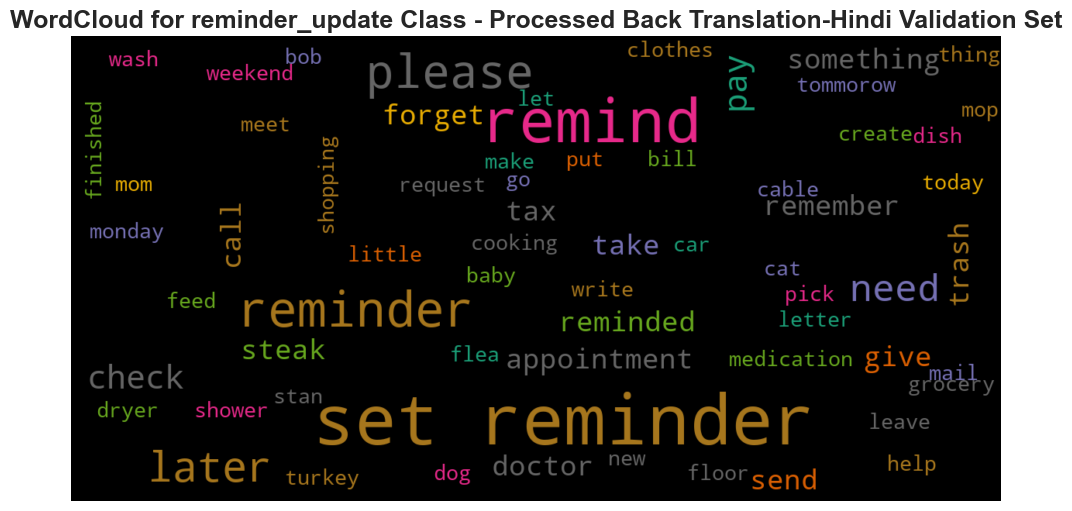 WordCloud for reminder_update Class - Processed Back Translation-Hindi Validation Set
wash
weekend
bob
please
clothes
something
thing
pay
tommorow
let
forget
remind
mop
finished
meet
create
dish
shopping
make
put
bill
mom
request
go
cable
today
remember
tax
monday
call
cooking
take
car
little
trash
baby
cat
feed
write
pick
need
reminder
reminded
letter
steak
flea
appointment
medication
give
check
mail
grocery
dryer
shower
stan
set reminder
leave
later
turkey
dog
doctor
new
floor
send
help